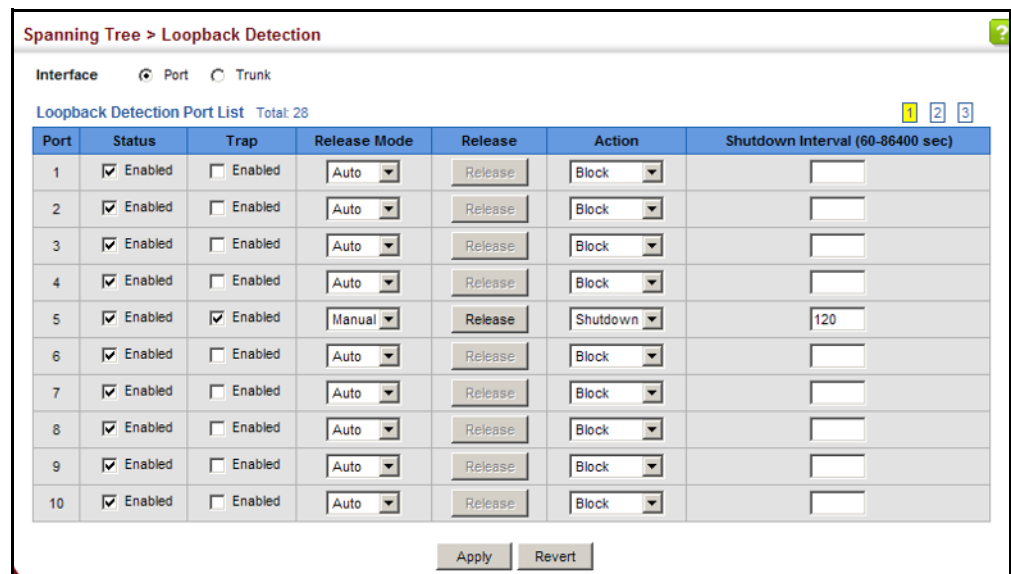 Spanning Tree > Loopback Detection
?
Interface Port Trunk
Loopback Detection Port List Total: 28 1 2 3
Port Status Trap Release Mode Release Action Shutdown Interval (60-86400 sec)
1 Enabled Enabled Auto Release Block
2 Enabled Enabled Auto Release Block
3 Enabled Enabled Auto Release Block
4 Enabled Enabled Auto Release Block
5 Enabled Enabled Manual Release Shutdown 120
6 Enabled Enabled Auto Release Block
7 Enabled Enabled Auto Release Block
8 Enabled Enabled Auto Release Block
9 Enabled Enabled Auto Release Block
10 Enabled Enabled Auto Release Block
Apply Revert